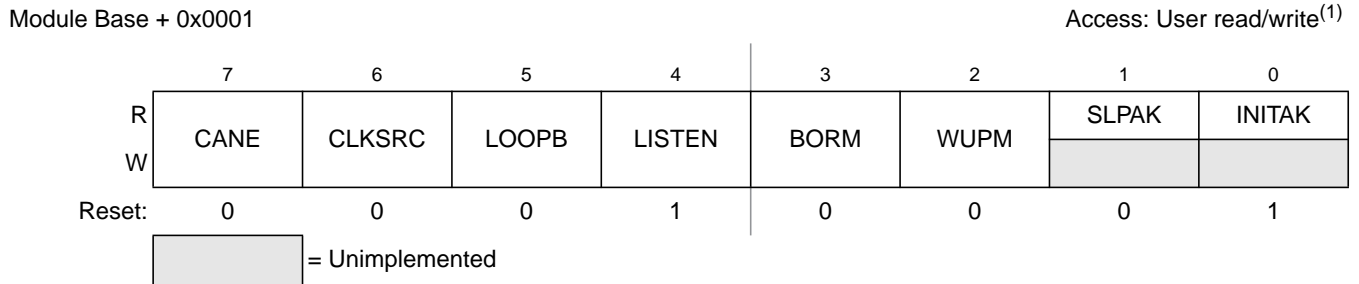 Module Base + 0x0001 Access: User read/write(1)
7 6 5 4 3 2 1 0
R CANE CLKSRC LOOPB LISTEN BORM WUPM SLPAK INITAK
W
Reset: 0 0 0 1 0 0 0 1
= Unimplemented